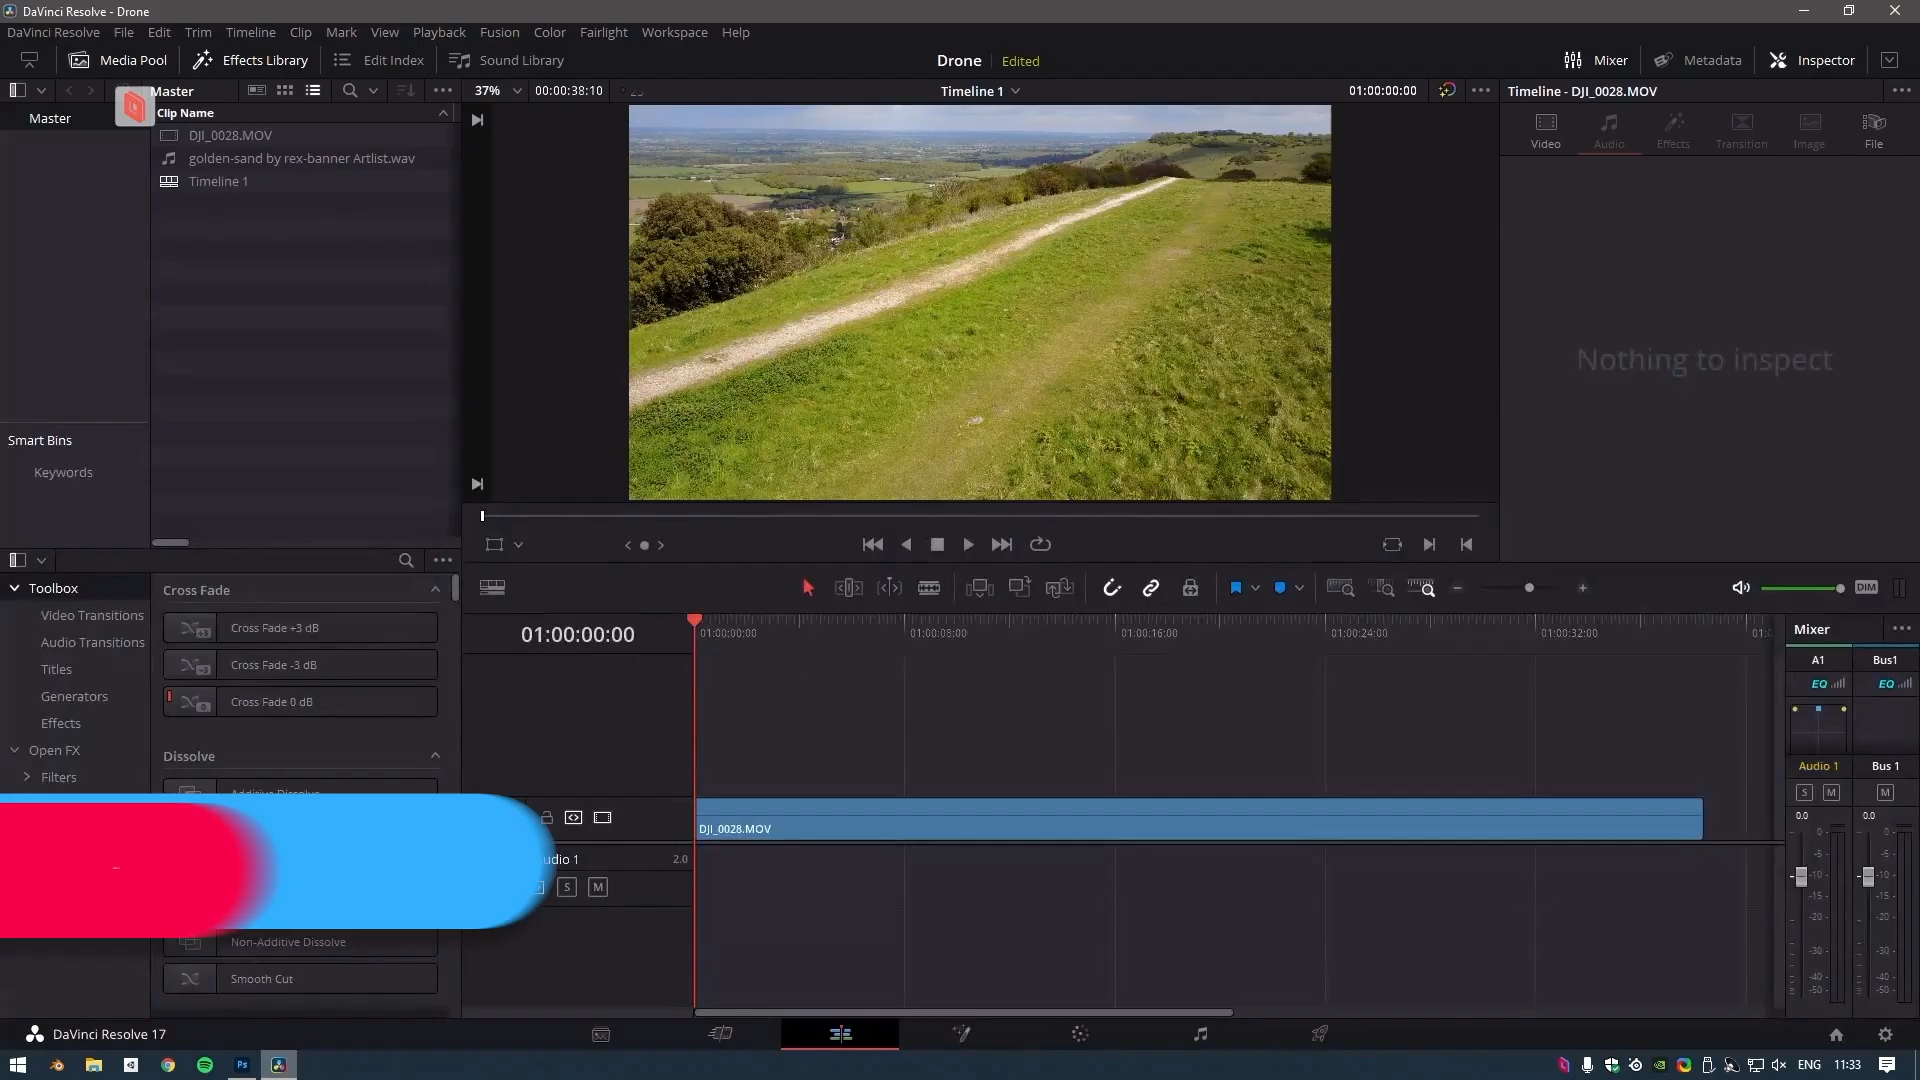 DaVinci Resolve - Drone
DaVinci Resolve File Edit Trim Timeline Clip Mark View Playback Fusion Color Fairlight Workspace Help
Media Pool Effects Library Edit Index Sound Library Drone Edited Mixer Metadata Inspector
Master 37% 00:00:38:10 Timeline 1 01:00:00:00 Timeline - DJI_0028.MOV
Master
Clip Name
DJI_0028.MOV
golden-sand by rex-banner Artlist.wav
Timeline 1
Video Audio Effects Transition Image File
Nothing to inspect
Smart Bins
Keywords
Toolbox
Video Transitions
Audio Transitions
Titles
Generators
Effects
Open FX
Filters
Cross Fade
Cross Fade +3 dB
Cross Fade -3 dB
Cross Fade 0 dB
Dissolve
Additive Dissolve
Non-Additive Dissolve
Smooth Cut
DIM
01:00:00:00
01:00:00:00 01:00:08:00 01:00:16:00 01:00:24:00 01:00:32:00
DJI_0028.MOV
udio 1 2.0
S M
Mixer
A1 Bus1
EQ EQ
Audio 1 Bus 1
S M M
0.0 0.0
0 0
-5 -5
-10 -10
-15 -15
-20 -20
-30 -30
-40 -40
-50 -50
DaVinci Resolve 17
Ps ENG 11:33